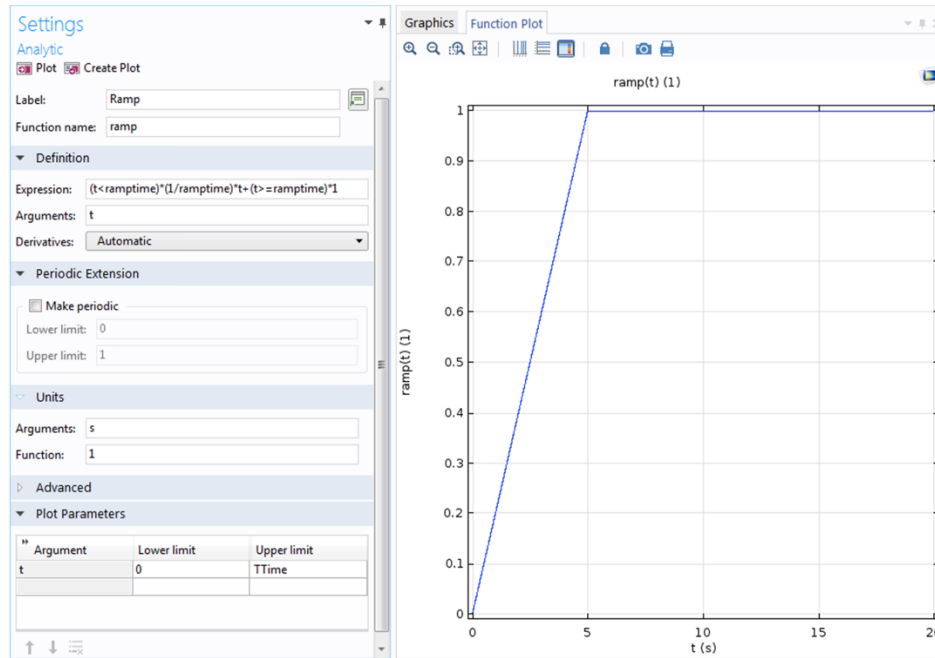 Settings
Analytic
Plot Create Plot
Label: Ramp
Function name: ramp
Definition
Expression: (t<ramptime)*(1/ramptime)*t+(t>=ramptime)*1
Arguments: t
Derivatives: Automatic
Periodic Extension
Make periodic
Lower limit: 0
Upper limit: 1
Units
Arguments: s
Function: 1
Advanced
Plot Parameters
Argument Lower limit Upper limit
t 0 TTime
Graphics Function Plot
ramp(t) (1)
1
0.9
0.8
0.7
0.6
0.5
0.4
0.3
0.2
0.1
0
ramp(t) (1)
0 5 10 15 20
t (s)